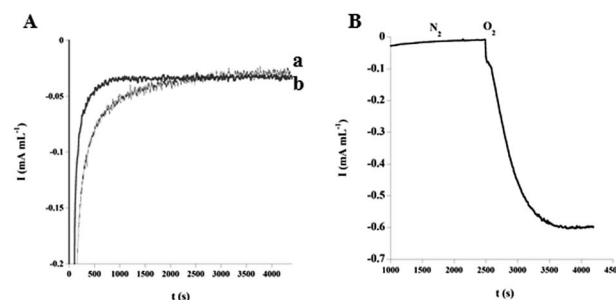 A
B
0
-0.05
-0.1
-0.15
-0.2
I (mA mL⁻¹)
a
b
0 500 1000 1500 2000 2500 3000 3500 4000
t (s)
N₂ O₂
0
-0.1
-0.2
-0.3
-0.4
-0.5
-0.6
-0.7
I (mA mL⁻¹)
1000 1500 2000 2500 3000 3500 4000 450
t (s)